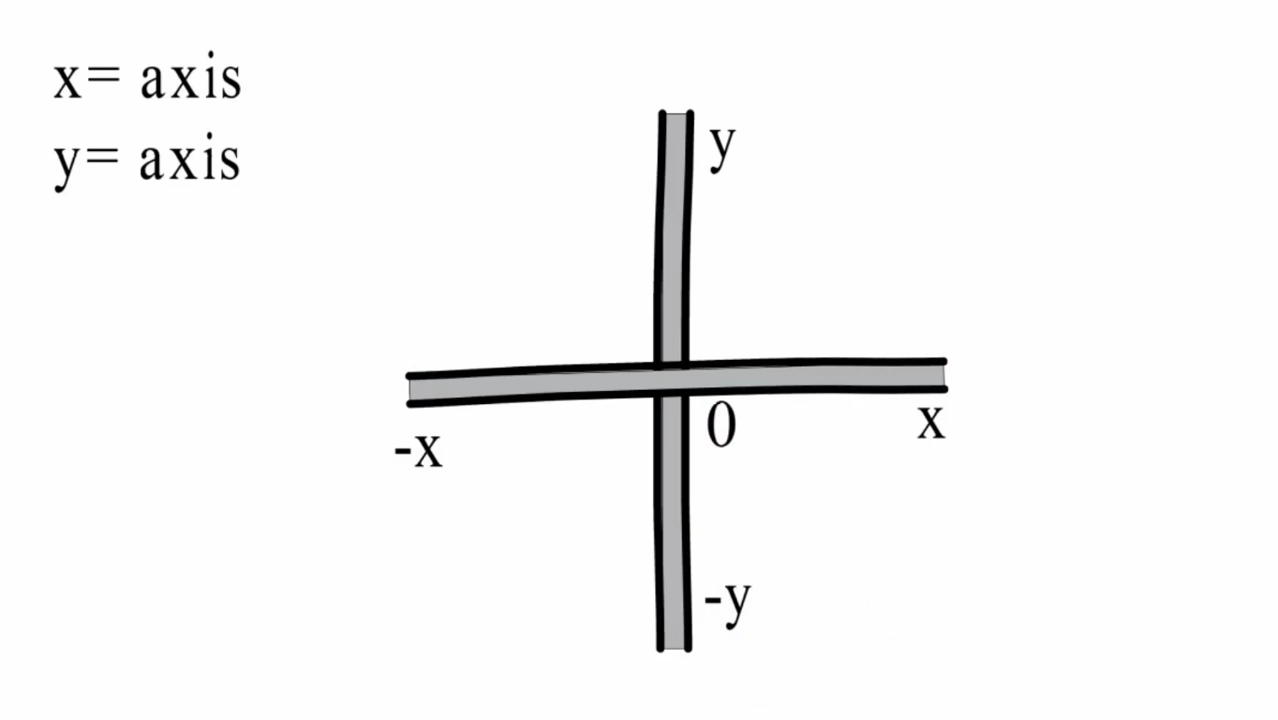 x= axis
y= axis
y
0
x
-x
-y